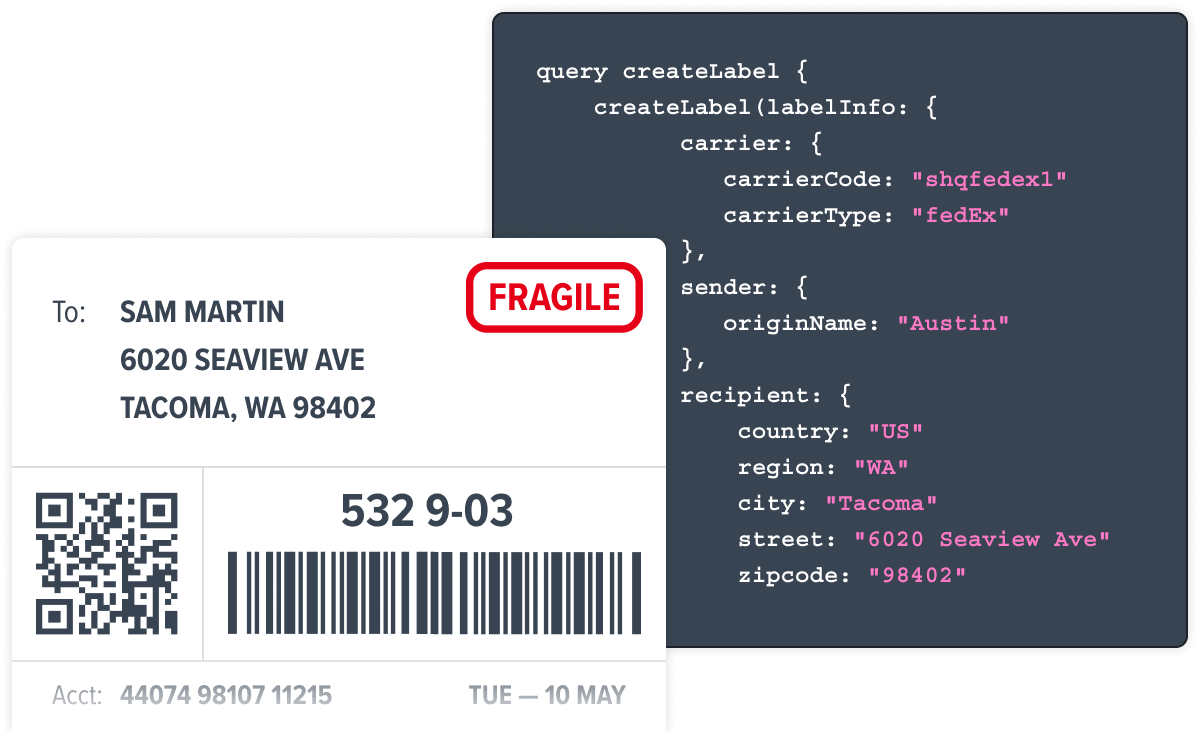 query createLabel {
createLabel(labelInfo: {
carrier: {
carrierCode: "shqfedex1"
carrierType: "fedEx"
},
sender: {
originName: "Austin"
},
recipient: {
country: "US"
region: "WA"
city: "Tacoma"
street: "6020 Seaview Ave"
zipcode: "98402"
FRAGILE
To: SAM MARTIN
6020 SEAVIEW AVE
TACOMA, WA 98402
532 9-03
Acct: 44074 98107 11215
TUE — 10 MAY